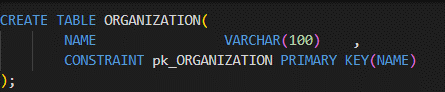 CREATE TABLE ORGANIZATION(
NAME VARCHAR(100) ,
CONSTRAINT pk_ORGANIZATION PRIMARY KEY(NAME)
);